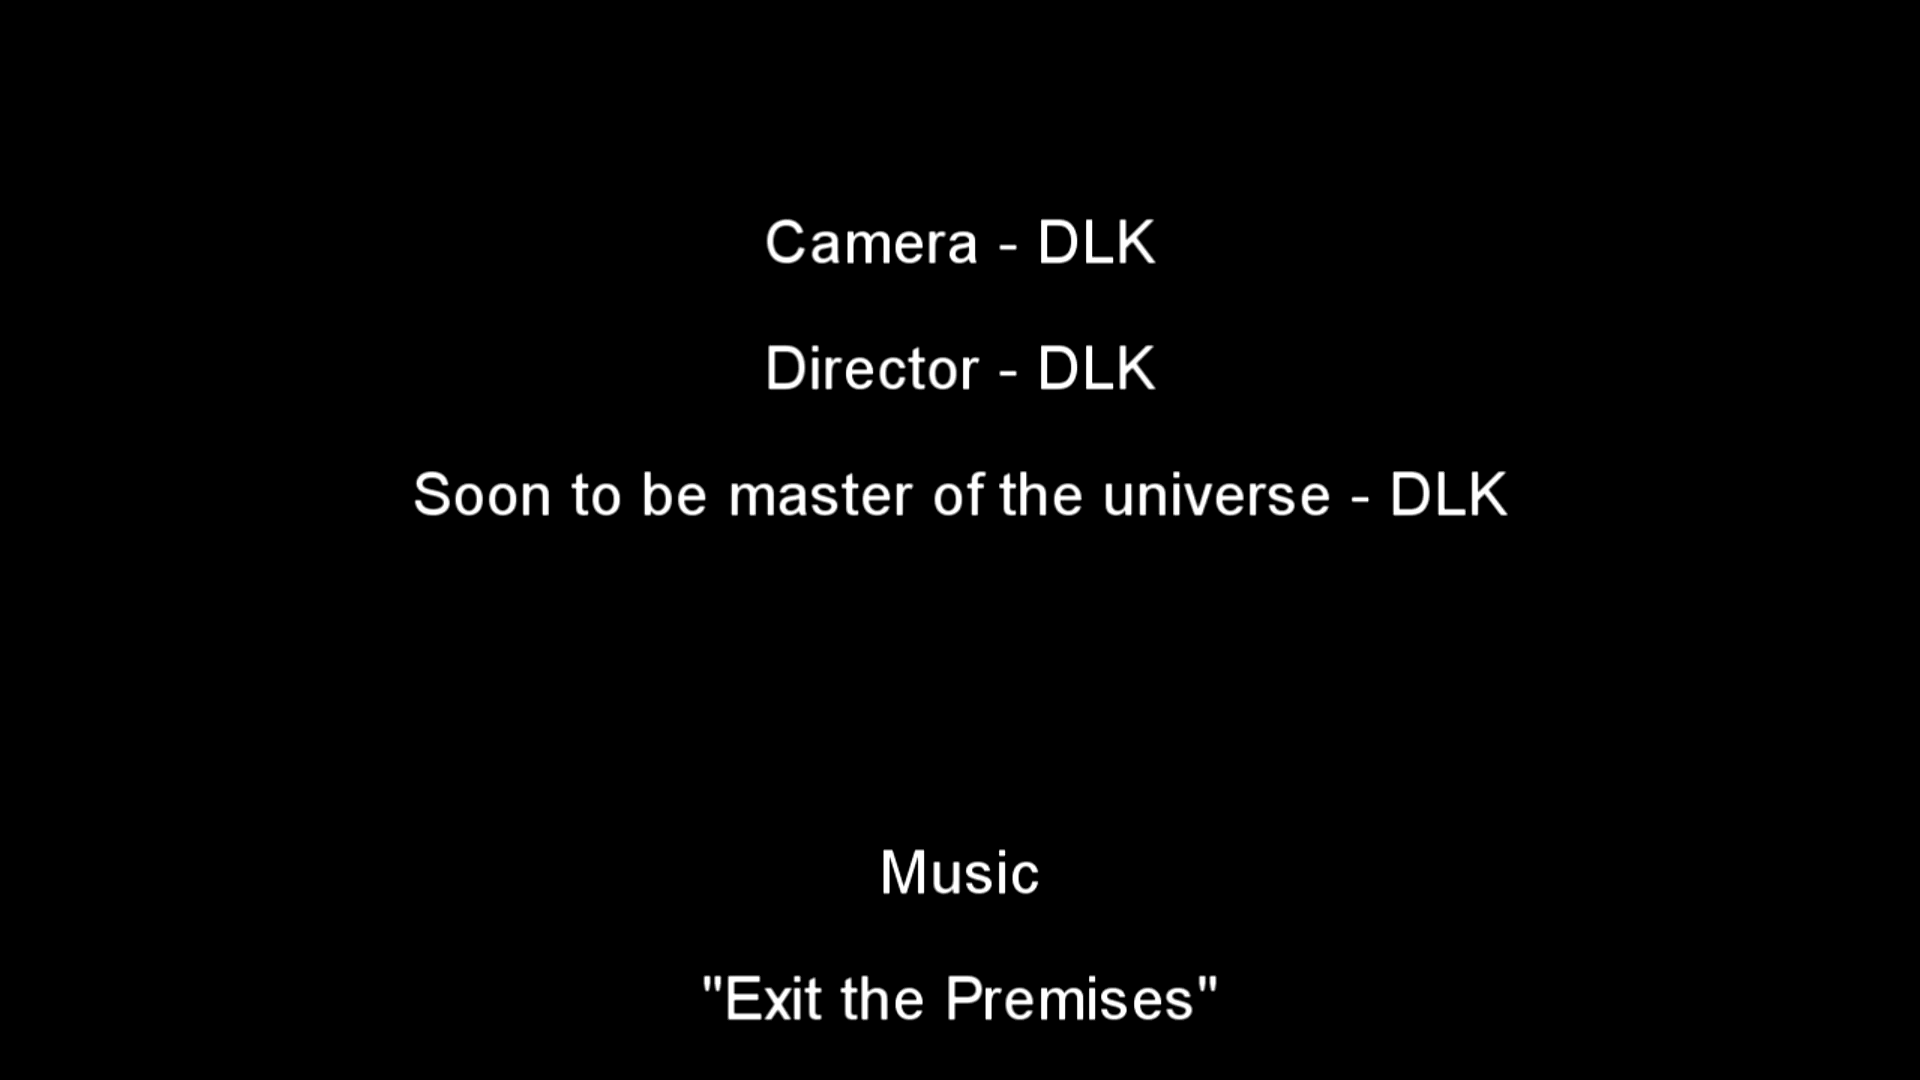 Camera - DLK
Director - DLK
Soon to be master of the universe - DLK
Music
"Exit the Premises"